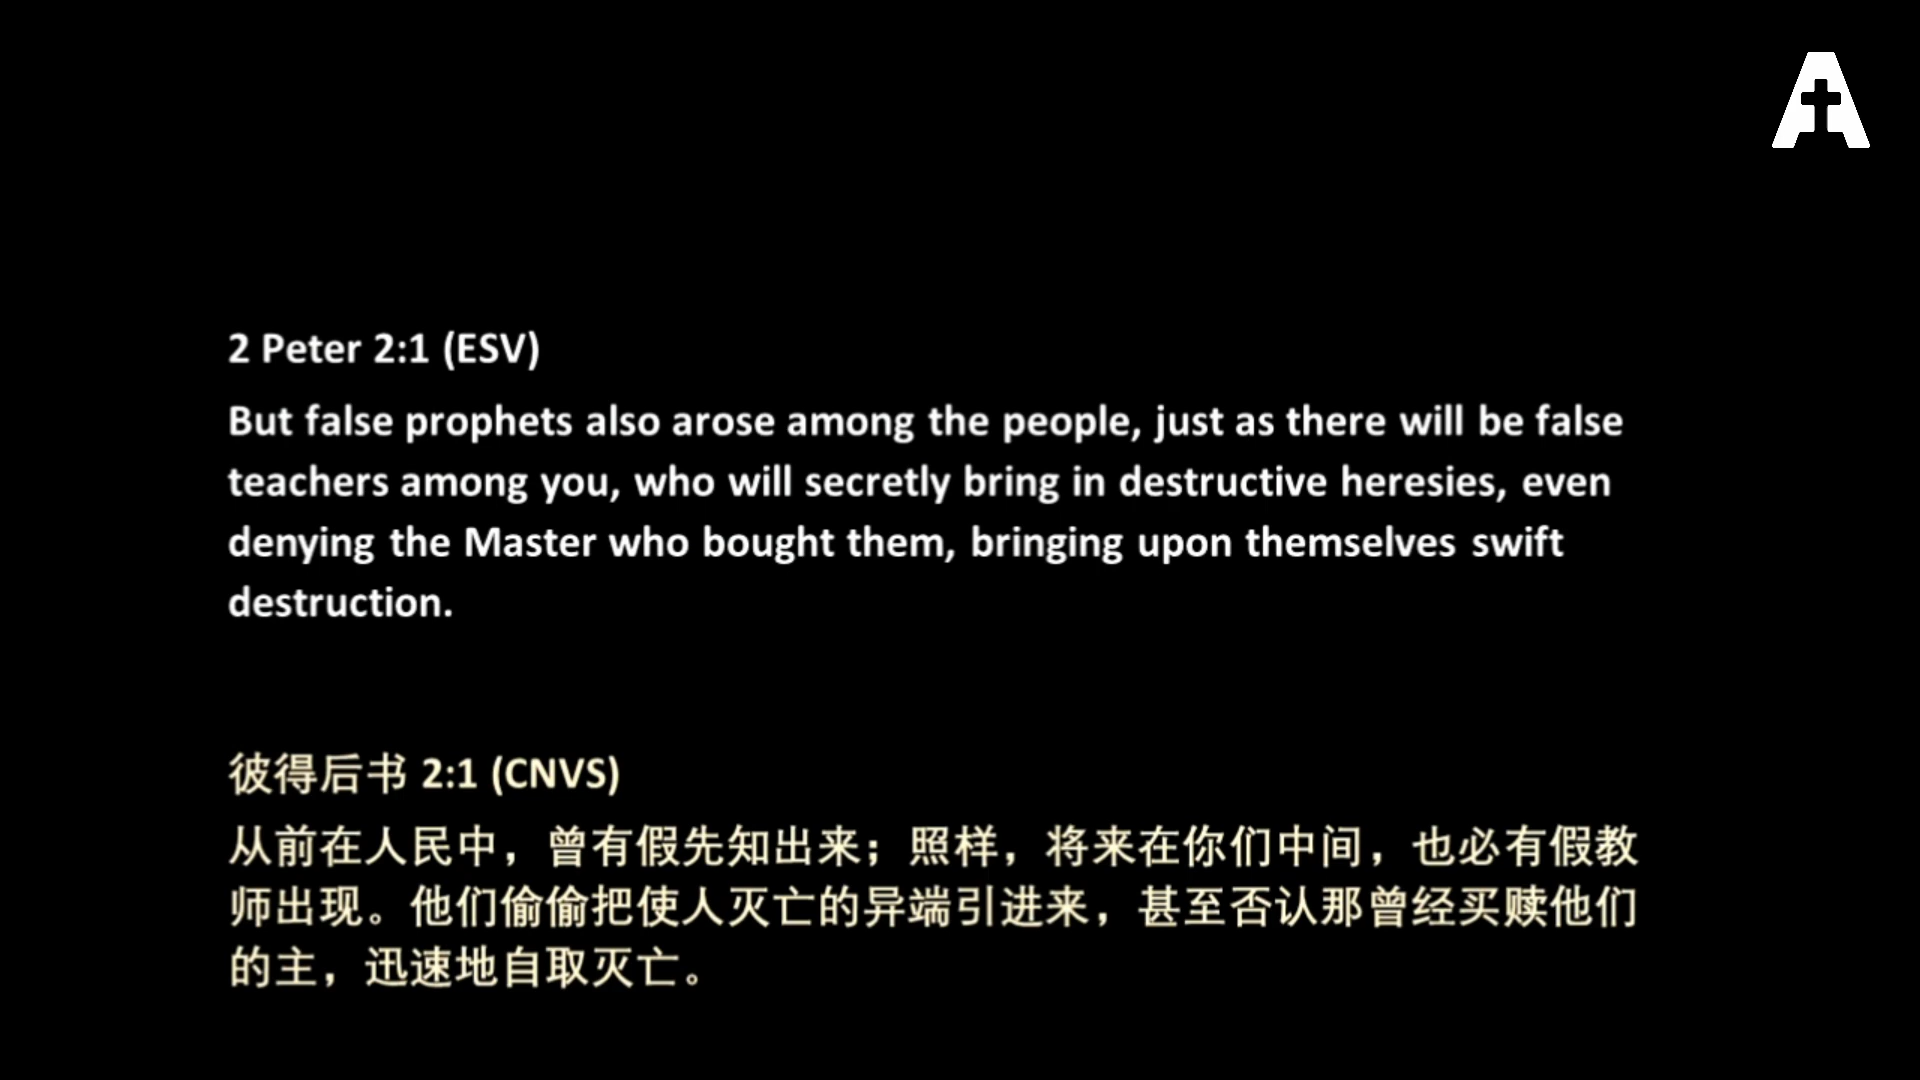 A
2 Peter 2:1 (ESV)
But false prophets also arose among the people, just as there will be false
teachers among you, who will secretly bring in destructive heresies, even
denying the Master who bought them, bringing upon themselves swift
destruction.
彼得后书 2:1 (CNVS)
从前在人民中，曾有假先知出来；照样，将来在你们中间，也必有假教
师出现。他们偷偷把使人灭亡的异端引进来，甚至否认那曾经买赎他们
的主，迅速地自取灭亡。